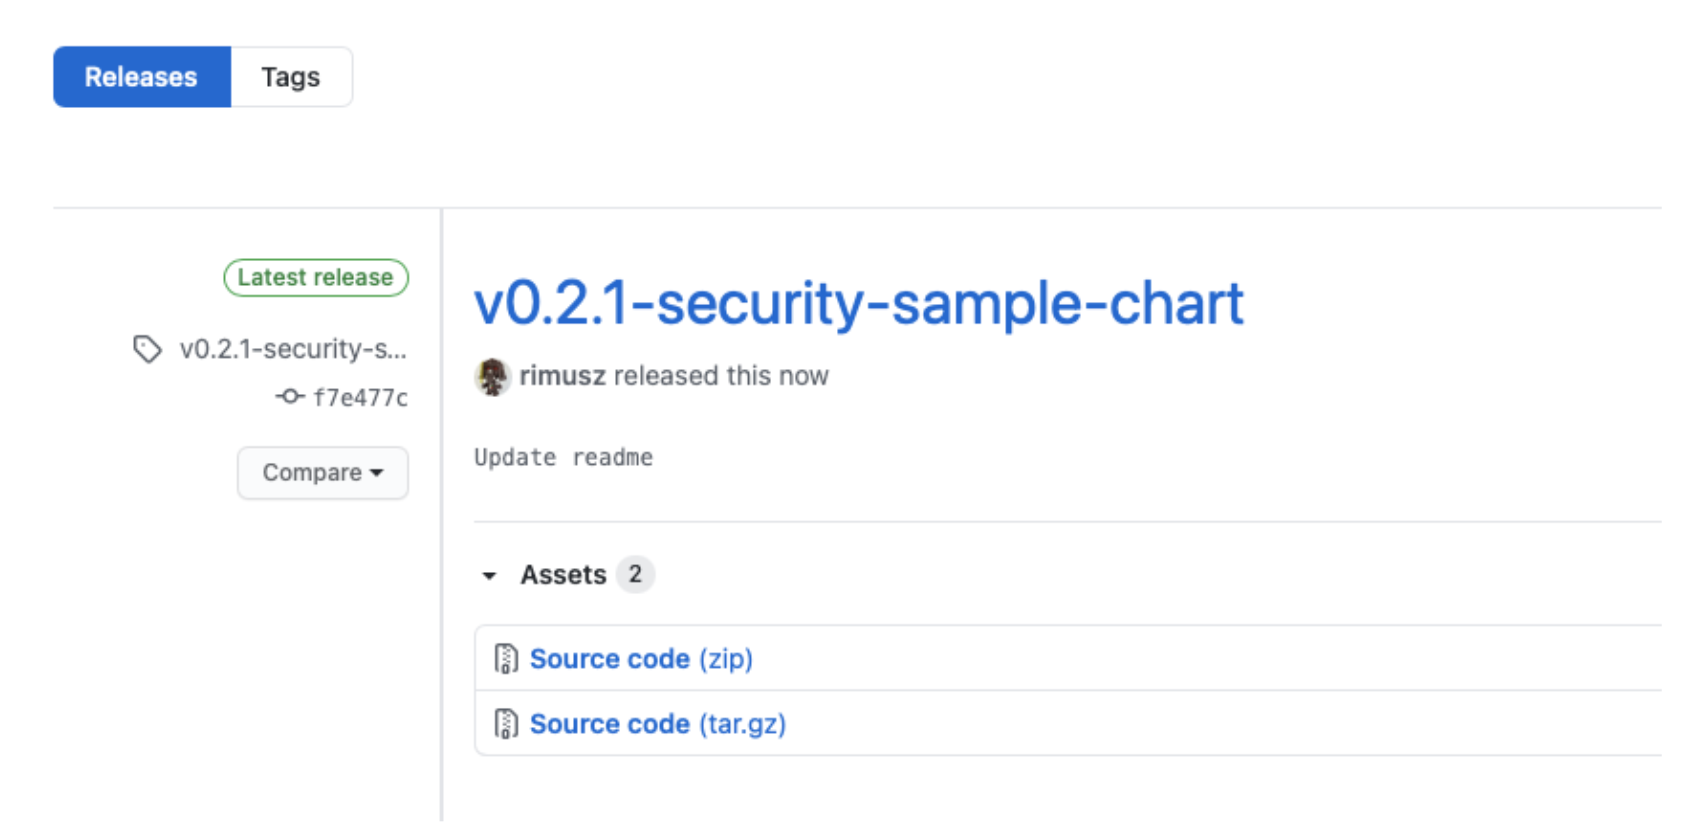 Releases Tags
Latest release
v0.2.1-security-s...
f7e477c
Compare
v0.2.1-security-sample-chart
rimusz released this now
Update readme
Assets 2
Source code (zip)
Source code (tar.gz)